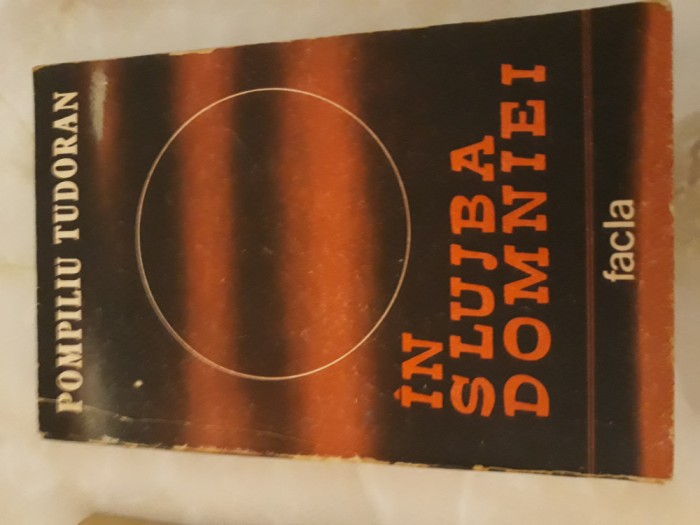 POMPILIU TUDORAN
ÎN
SLUJBA
DOMNIEI
facla